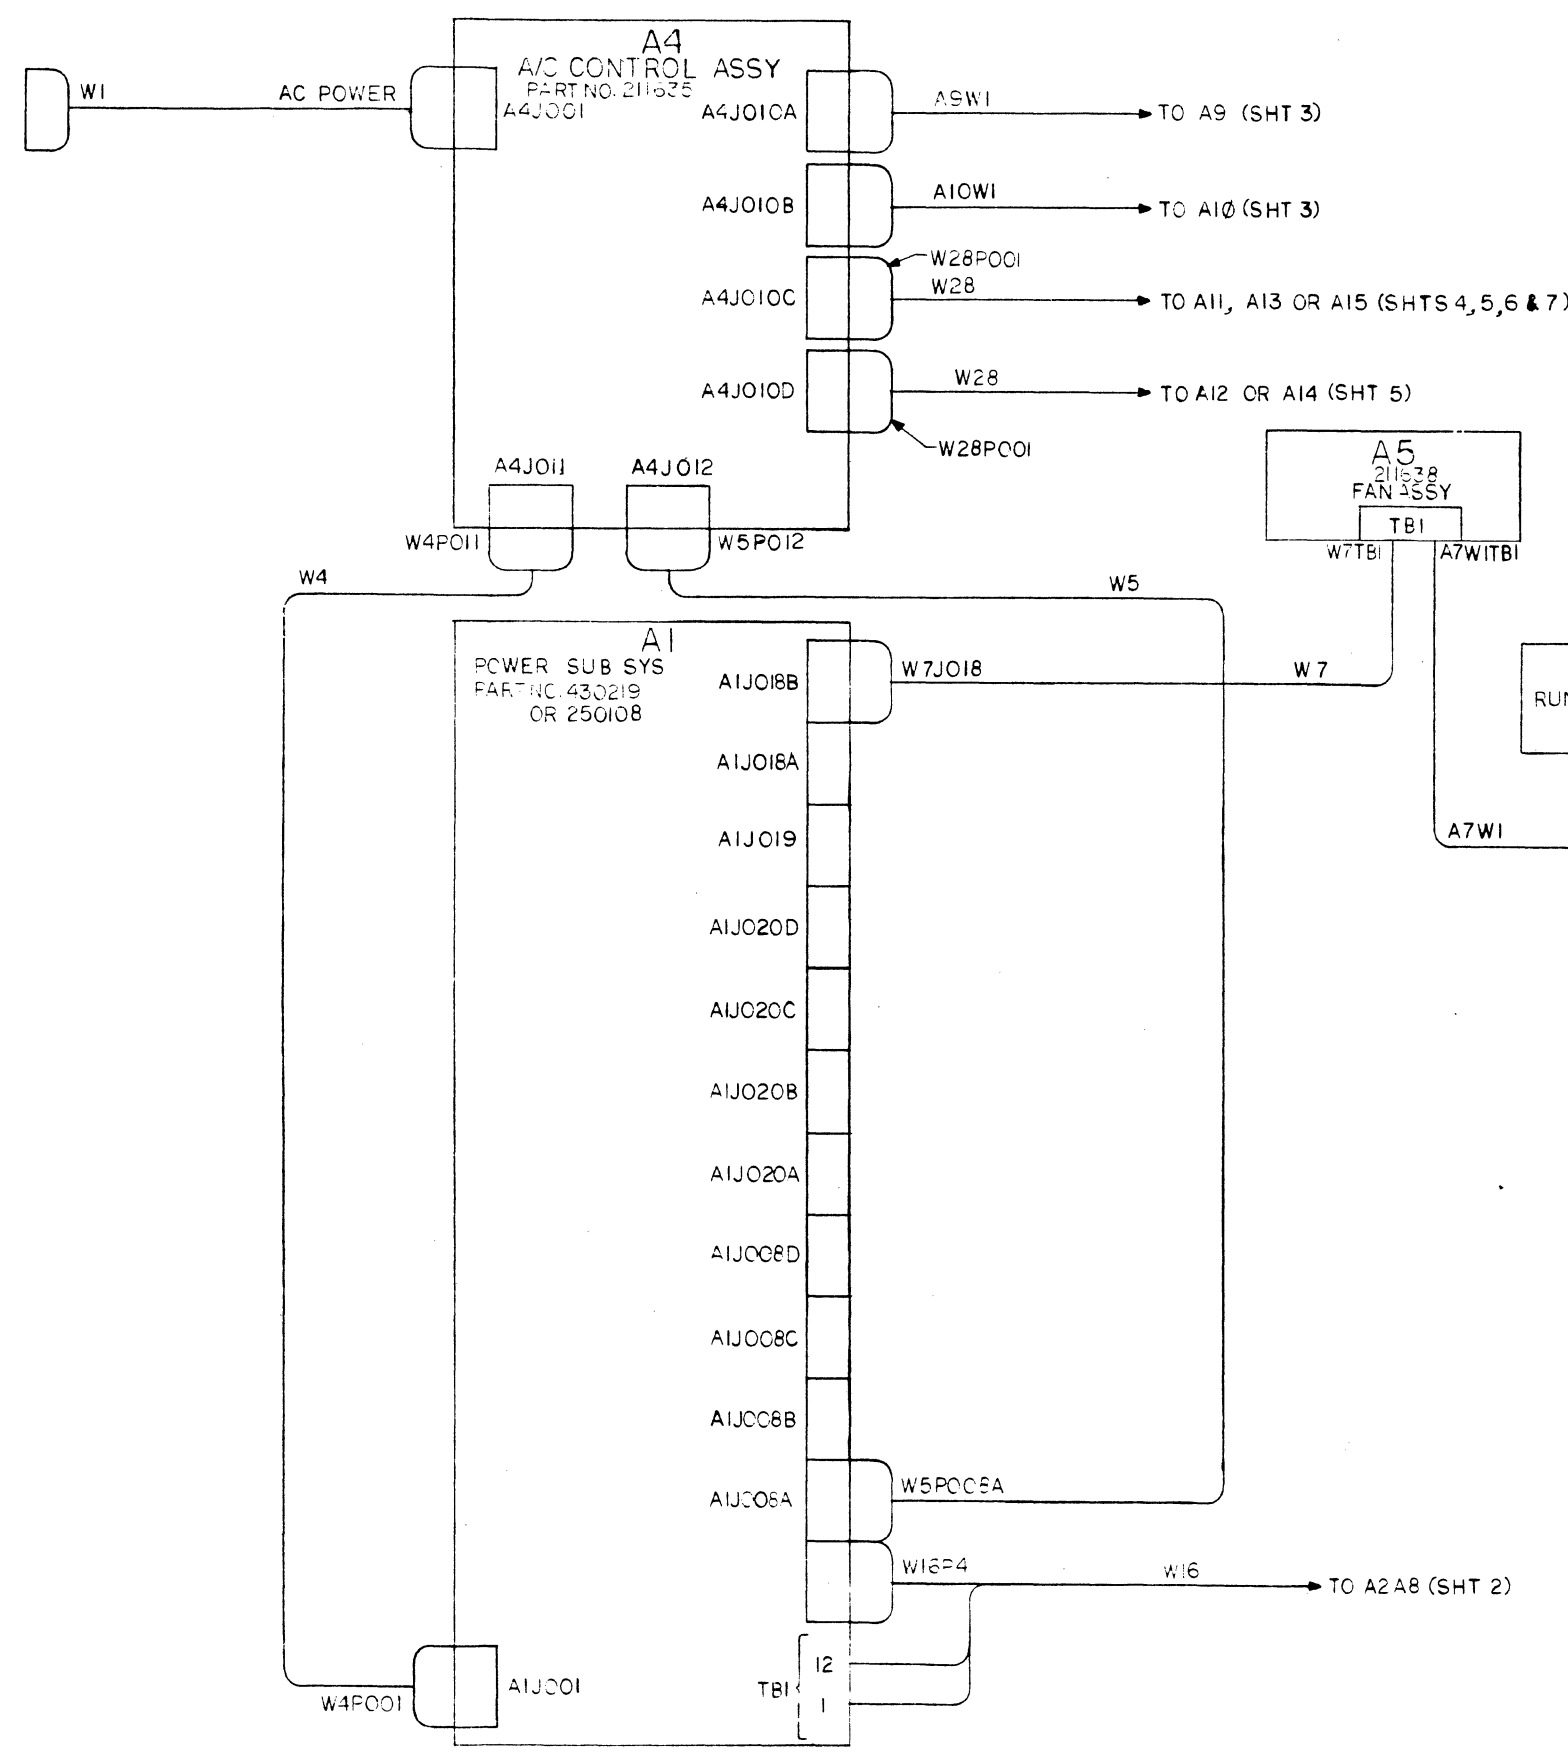 A4
A/C CONTROL ASSY
PART NO. 211635
W1
AC POWER
A4J001
A4J010A
A9W1
TO A9 (SHT 3)
A4J010B
A10W1
TO A1Ø (SHT 3)
W28P001
A4J010C
W28
TO A11, A13 OR A15 (SHTS 4,5,6 & 7)
A4J010D
W28
TO A12 OR A14 (SHT 5)
W28P001
A4J011
A4J012
W4P011
W5P012
A5
211638
FAN ASSY
TB1
W7TB1
A7W1TB1
W4
W5
A1
POWER SUB SYS
PART NO. 430219
OR 250108
A1J018B
W7J018
W7
RUN
A1J018A
A1J019
A7W1
A1J020D
A1J020C
A1J020B
A1J020A
A1J008D
A1J008C
A1J008B
A1J008A
W5P008A
W16P4
W16
TO A2A8 (SHT 2)
W4P001
A1J001
TB1
12
1